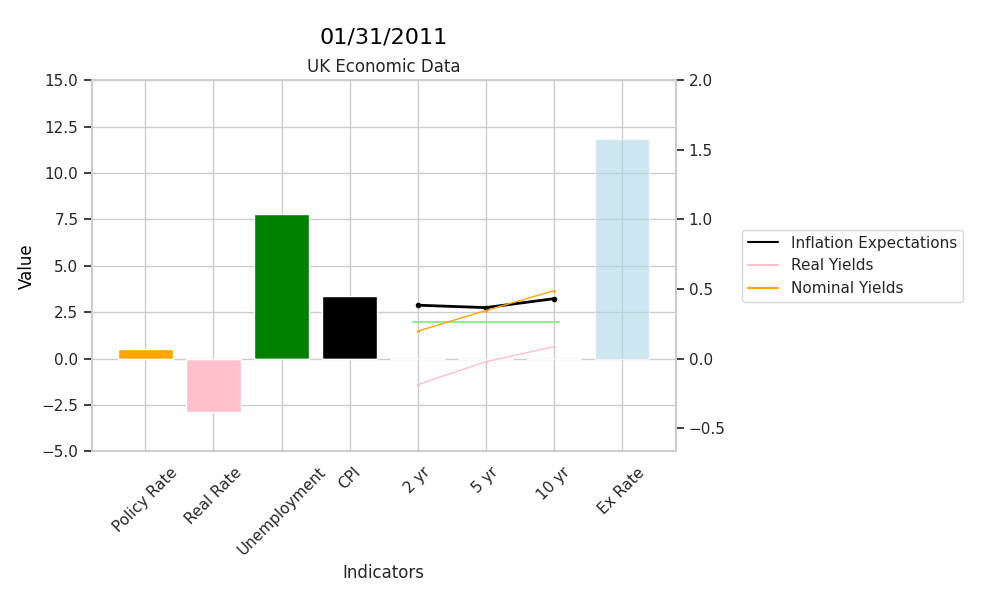 01/31/2011
UK Economic Data
15.0
12.5
10.0
7.5
5.0
2.5
0.0
−2.5
−5.0
Value
2.0
1.5
1.0
0.5
0.0
−0.5
Policy Rate
Real Rate
Unemployment
CPI
2 yr
5 yr
10 yr
Ex Rate
Indicators
Inflation Expectations
Real Yields
Nominal Yields